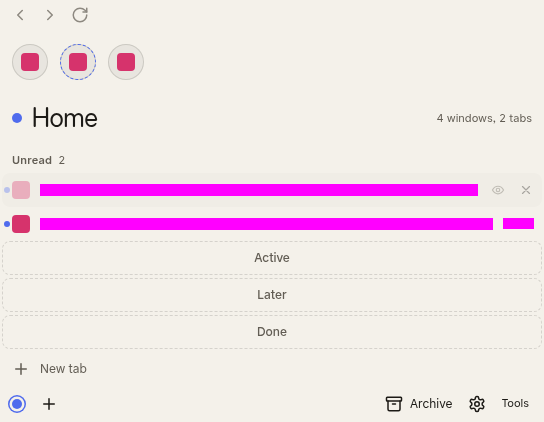 Home
4 windows, 2 tabs
Unread 2
Active
Later
Done
New tab
Archive
Tools